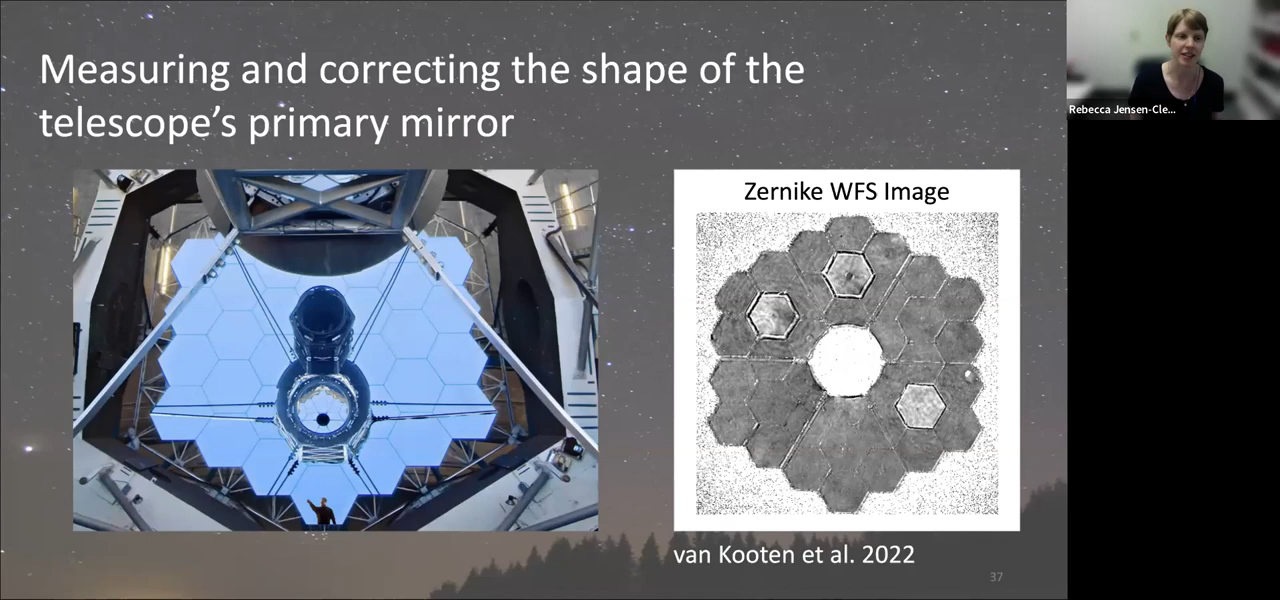 Measuring and correcting the shape of the
telescope's primary mirror
Zernike WFS Image
van Kooten et al. 2022
37
Rebecca Jensen-Cle...